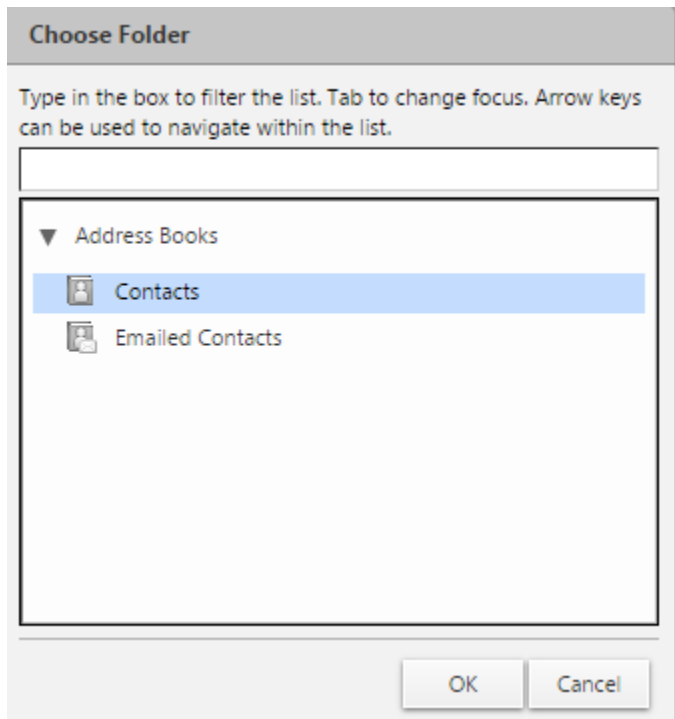 Choose Folder
Type in the box to filter the list. Tab to change focus. Arrow keys
can be used to navigate within the list.
Address Books
Contacts
Emailed Contacts
OK
Cancel